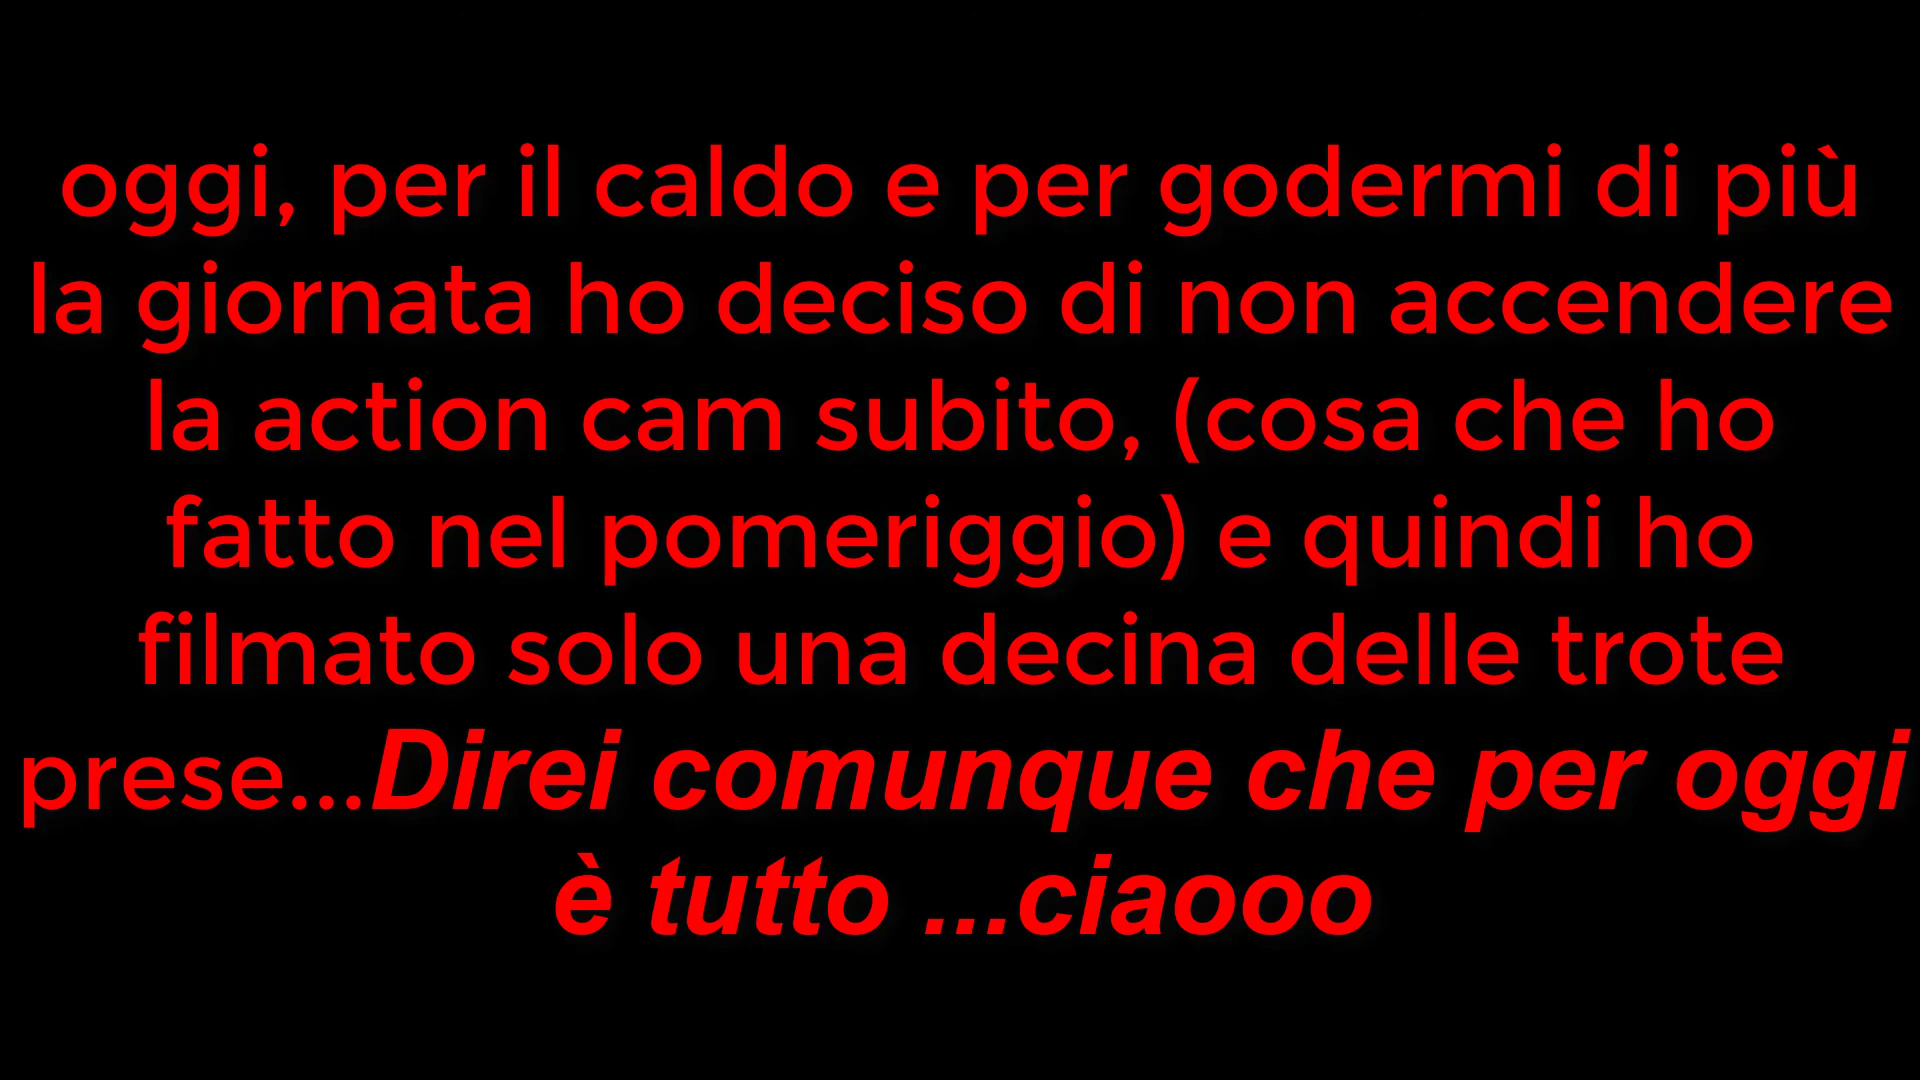 oggi, per il caldo e per godermi di più
la giornata ho deciso di non accendere
la action cam subito, (cosa che ho
fatto nel pomeriggio) e quindi ho
filmato solo una decina delle trote
prese...Direi comunque che per oggi
è tutto ...ciaooo